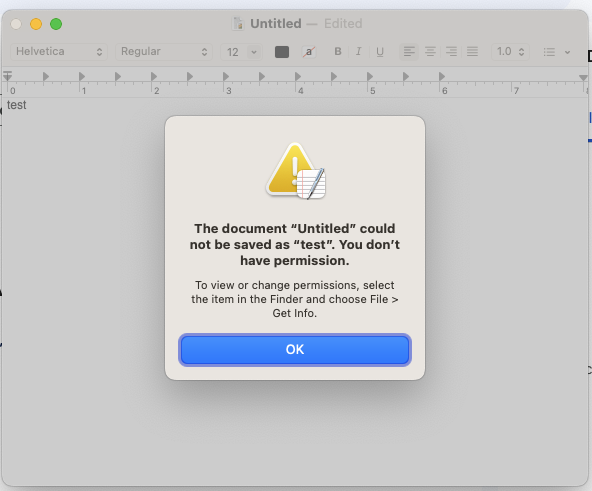 Untitled — Edited
Helvetica Regular 12 a B I U 1.0
0 1 2 3 4 5 6 7
test
The document “Untitled” could
not be saved as “test”. You don’t
have permission.
To view or change permissions, select
the item in the Finder and choose File >
Get Info.
OK